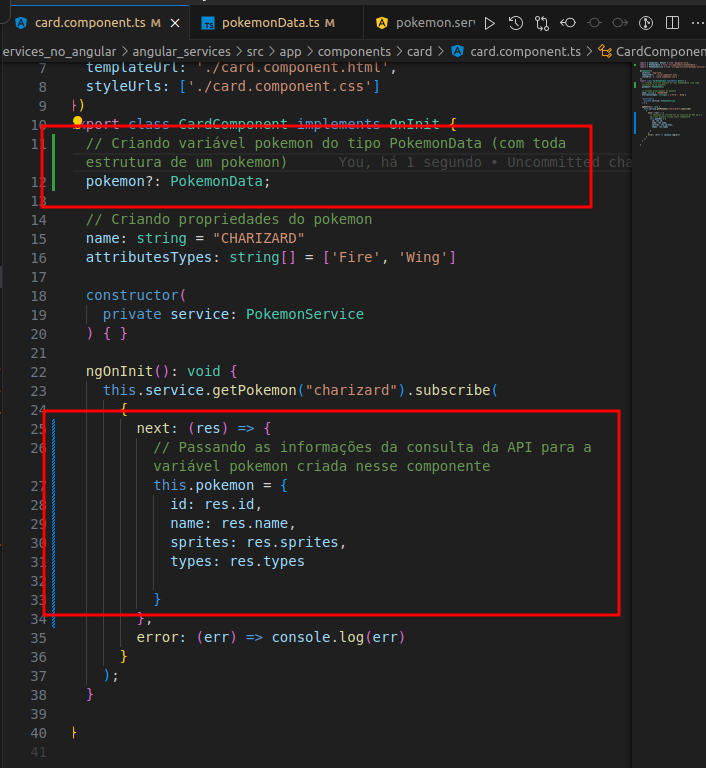 card.component.ts M
pokemonData.ts M
pokemon.ser
ervices_no_angular > angular_services > src > app > components > card > card.component.ts > CardComponen
7 templateUrl: './card.component.html',
8 styleUrls: ['./card.component.css']
9 })
10 export class CardComponent implements OnInit {
11 // Criando variável pokemon do tipo PokemonData (com toda
estrutura de um pokemon) You, há 1 segundo • Uncommitted cha
12 pokemon?: PokemonData;
13
14 // Criando propriedades do pokemon
15 name: string = "CHARIZARD"
16 attributesTypes: string[] = ['Fire', 'Wing']
17
18 constructor(
19 private service: PokemonService
20 ) { }
21
22 ngOnInit(): void {
23 this.service.getPokemon("charizard").subscribe(
24 {
25 next: (res) => {
26 // Passando as informações da consulta da API para a
variável pokemon criada nesse componente
27 this.pokemon = {
28 id: res.id,
29 name: res.name,
30 sprites: res.sprites,
31 types: res.types
32
33 }
34 },
35 error: (err) => console.log(err)
36 }
37 );
38 }
39
40 }
41